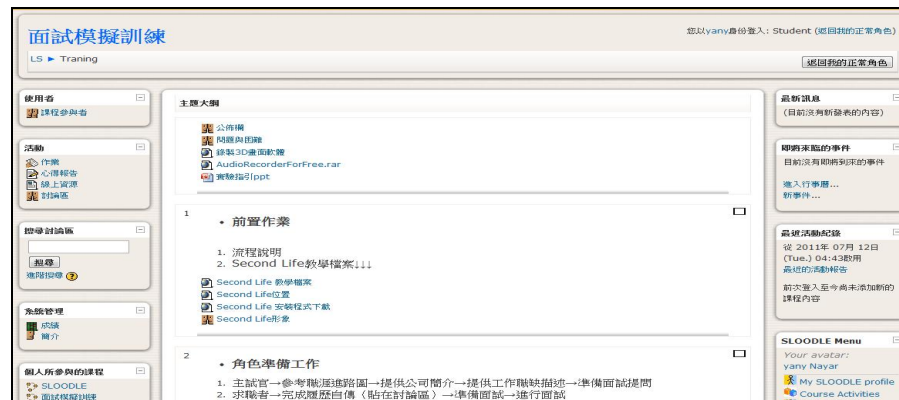 面試模擬訓練
您以yany身份登入: Student (返回我的正常角色)
LS ► Traning
返回我的正常角色
使用者
課程參與者
活動
作業
心得報告
線上資源
討論區
搜尋討論區
搜尋
進階搜尋
系統管理
成績
簡介
個人所參與的課程
SLOODLE
面試模擬訓練
主題大綱
公佈欄
問題與困難
錄製3D畫面軟體
AudioRecorderForFree.rar
實驗指引ppt
1
• 前置作業
1. 流程說明
2. Second Life教學檔案↓↓↓
Second Life 教學檔案
Second Life位置
Second Life 安裝程式下載
Second Life形象
2
• 角色準備工作
1. 主試官→參考職涯進路圖→提供公司簡介→提供工作職缺描述→準備面試提問
2. 求職者→完成履歷自傳（貼在討論區）→準備面試→進行面試
最新訊息
(目前沒有新發表的內容)
即將來臨的事件
目前沒有即將到來的事件
進入行事曆...
新事件...
最近活動紀錄
從 2011年 07月 12日
(Tue.) 04:43啟用
最近的活動報告
前次登入至今尚未添加新的
課程內容
SLOODLE Menu
Your avatar:
yany Nayar
My SLOODLE profile
Course Activities